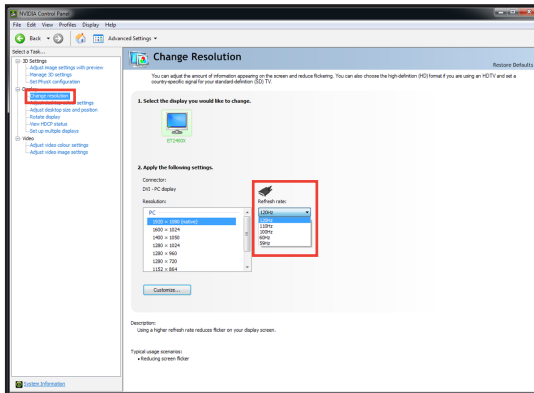 NVIDIA Control Panel
File Edit View Profiles Display Help
Back
Advanced Settings
Select a Task...
3D Settings
Adjust image settings with preview
Manage 3D settings
Set PhysX configuration
Change resolution
Adjust desktop size and position
Rotate display
View HDCP status
Set up multiple displays
Video
Adjust video colour settings
Adjust video image settings
System Information
Change Resolution
Restore Defaults
You can adjust the amount of information appearing on the screen and reduce flickering. You can also choose the high-definition (HD) format if you are using an HDTV and set a
country-specific signal for your standard-definition (SD) TV.
1. Select the display you would like to change.
2. Apply the following settings.
Connector:
DVI - PC display
Resolution:
PC
1920 × 1080 (native)
1600 × 1024
1400 × 1050
1280 × 1024
1280 × 960
1280 × 720
1152 × 864
Refresh rate:
120Hz
120Hz
110Hz
100Hz
60Hz
59Hz
Customize...
Description:
Using a higher refresh rate reduces flicker on your display screen.
Typical usage scenarios:
• Reducing screen flicker